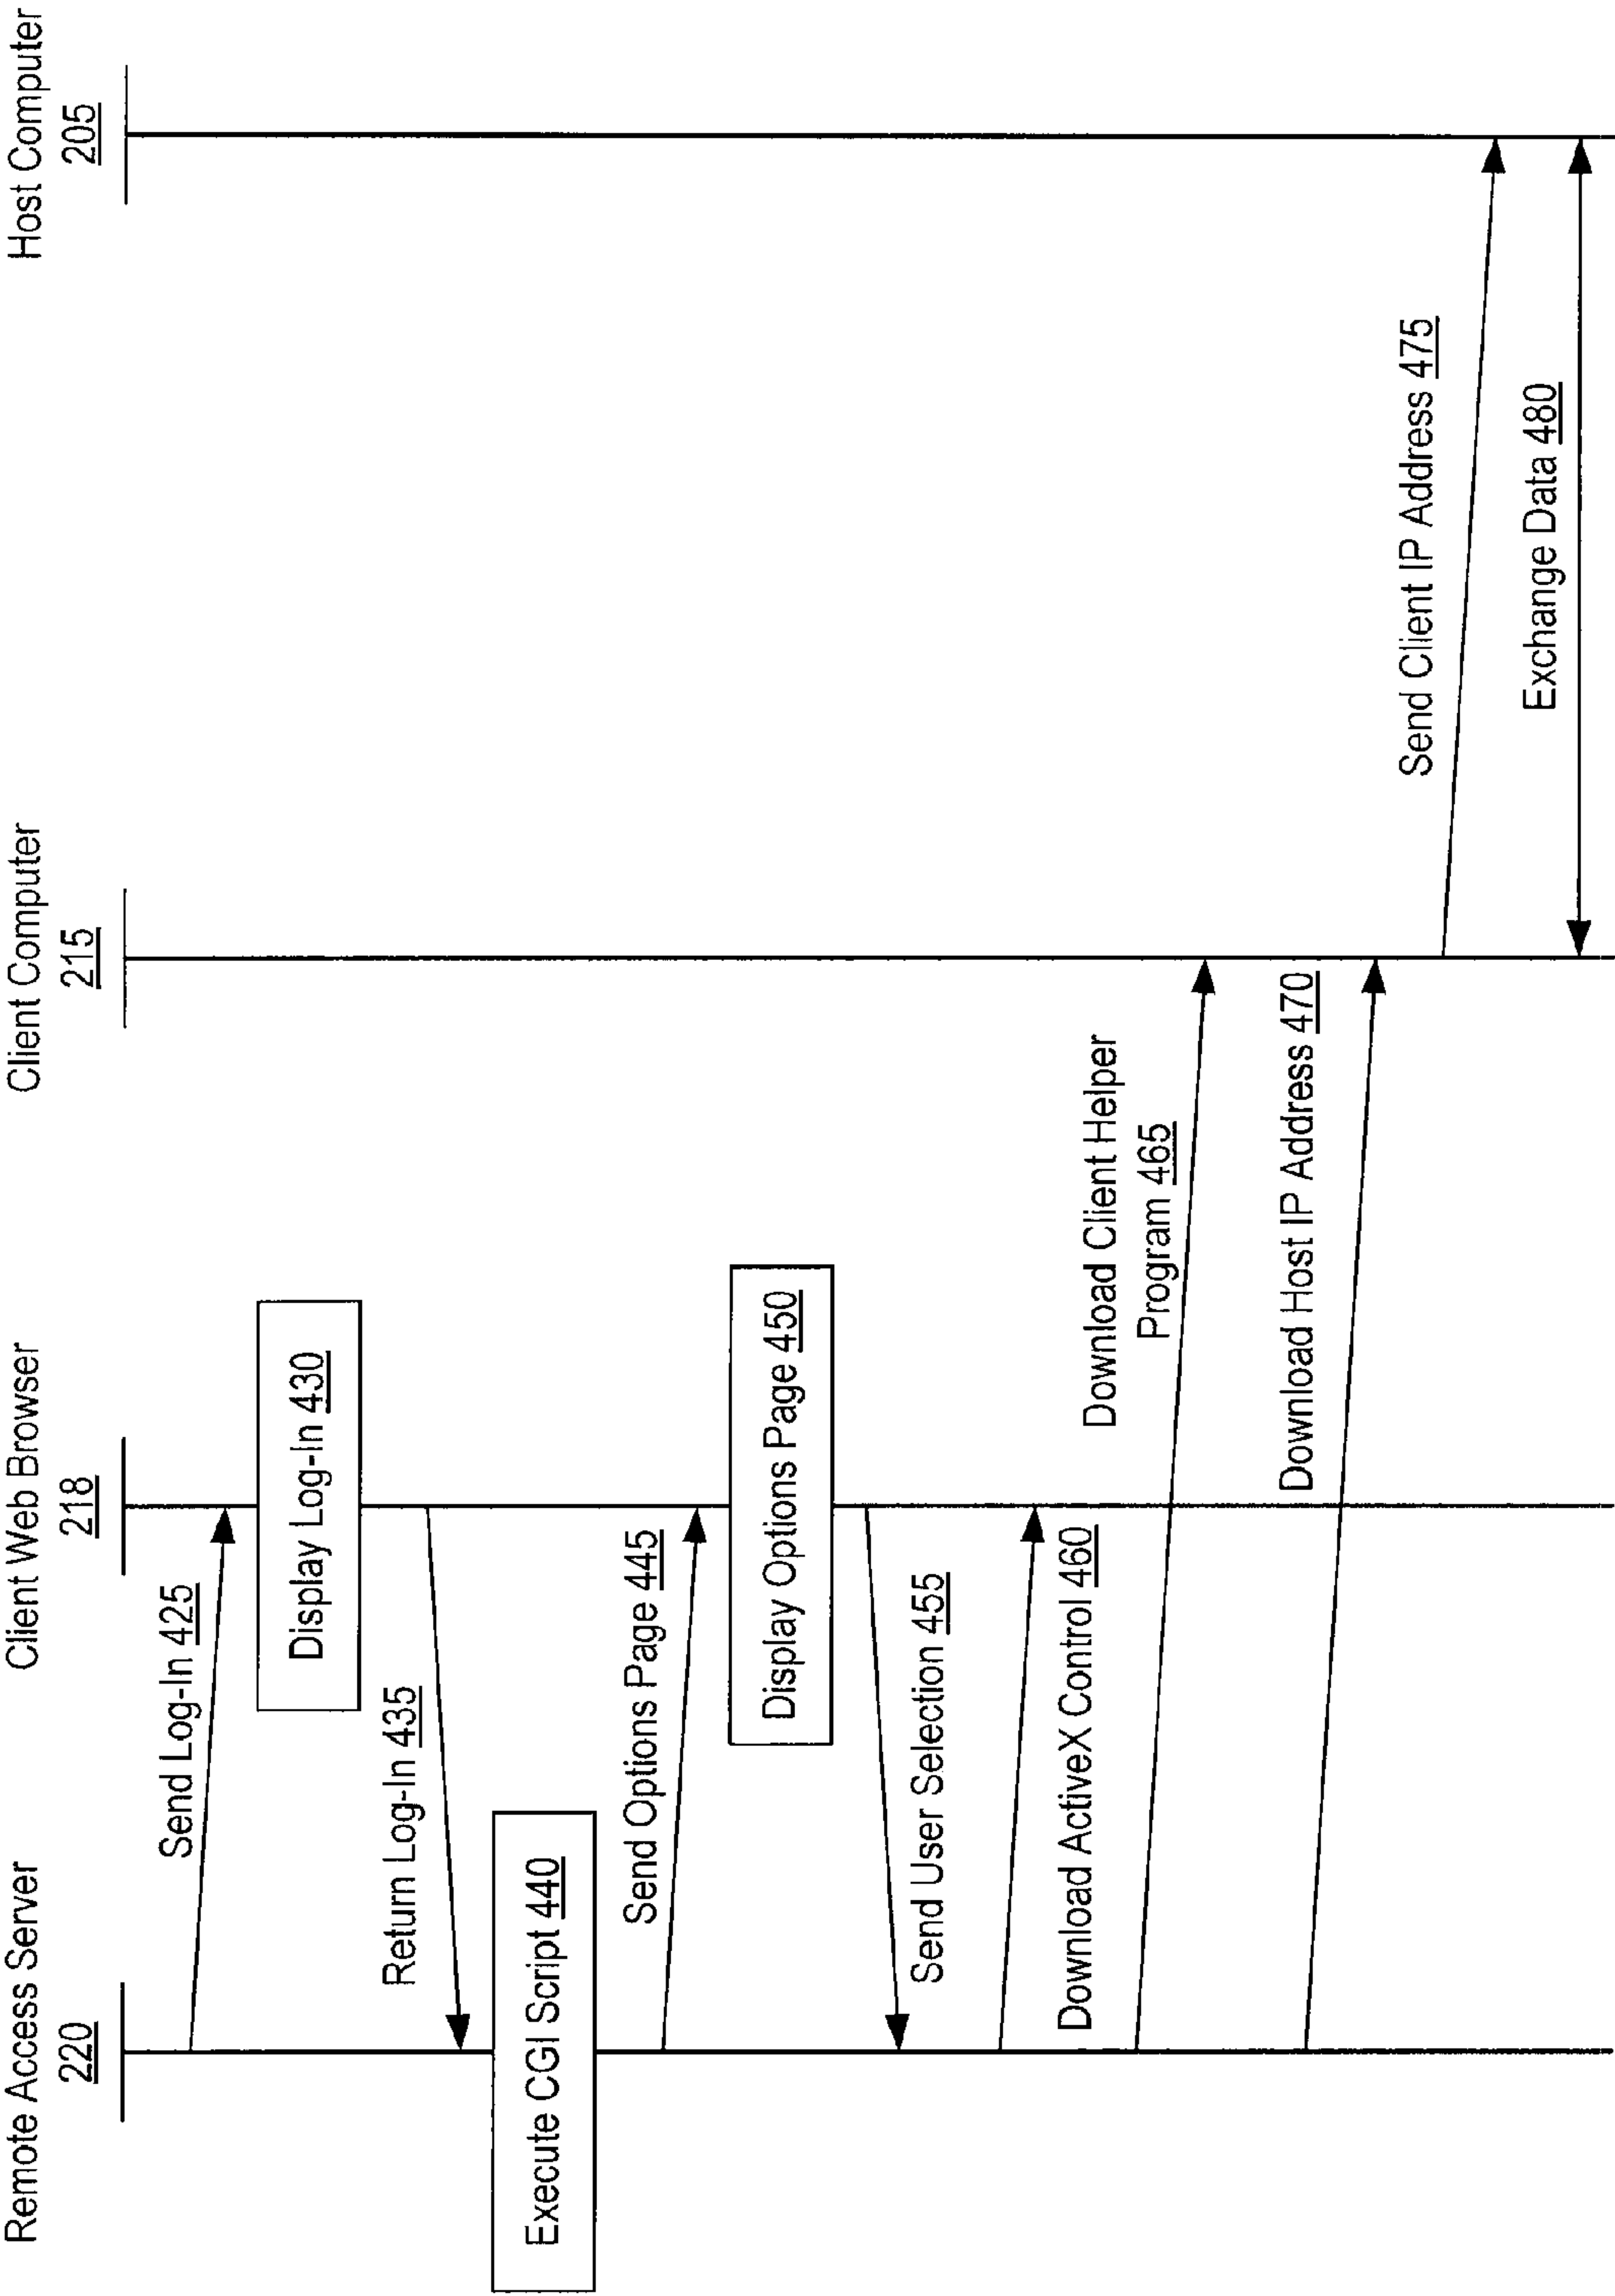 Remote Access Server
220
Client Web Browser
218
Client Computer
215
Host Computer
205
Send Log-In 425
Display Log-In 430
Return Log-In 435
Execute CGI Script 440
Send Options Page 445
Display Options Page 450
Send User Selection 455
Download ActiveX Control 460
Download Client Helper
Program 465
Download Host IP Address 470
Send Client IP Address 475
Exchange Data 480